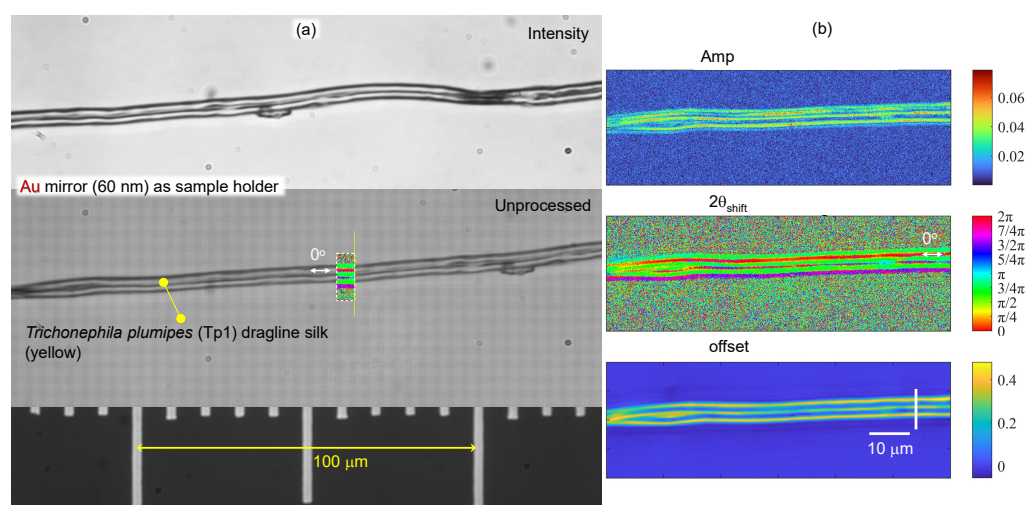 (a)
Intensity
Au mirror (60 nm) as sample holder
Unprocessed
0°
Trichonephila plumipes (Tp1) dragline silk
(yellow)
100 μm
(b)
Amp
0.06
0.04
0.02
0
2θshift
0°
2π
7/4π
3/2π
5/4π
π
3/4π
π/2
π/4
0
offset
10 μm
0.4
0.2
0